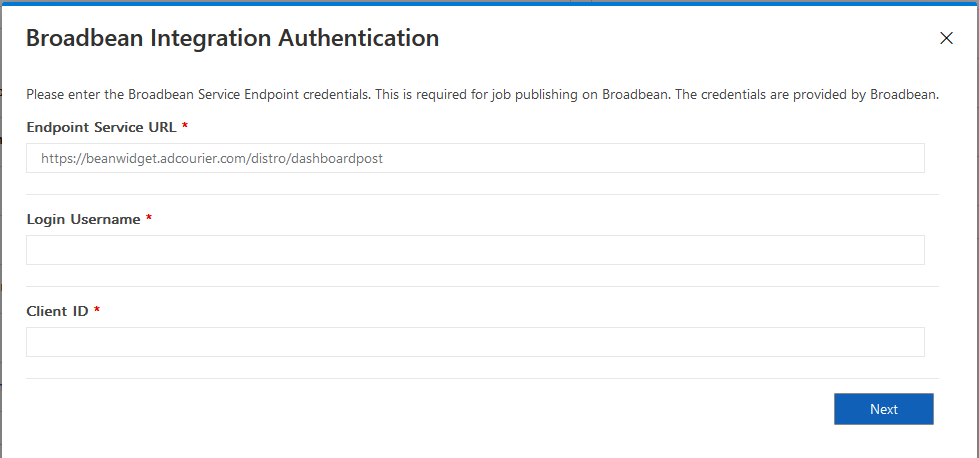 Broadbean Integration Authentication
Please enter the Broadbean Service Endpoint credentials. This is required for job publishing on Broadbean. The credentials are provided by Broadbean.
Endpoint Service URL *
https://beanwidget.adcourier.com/distro/dashboardpost
Login Username *
Client ID *
Next